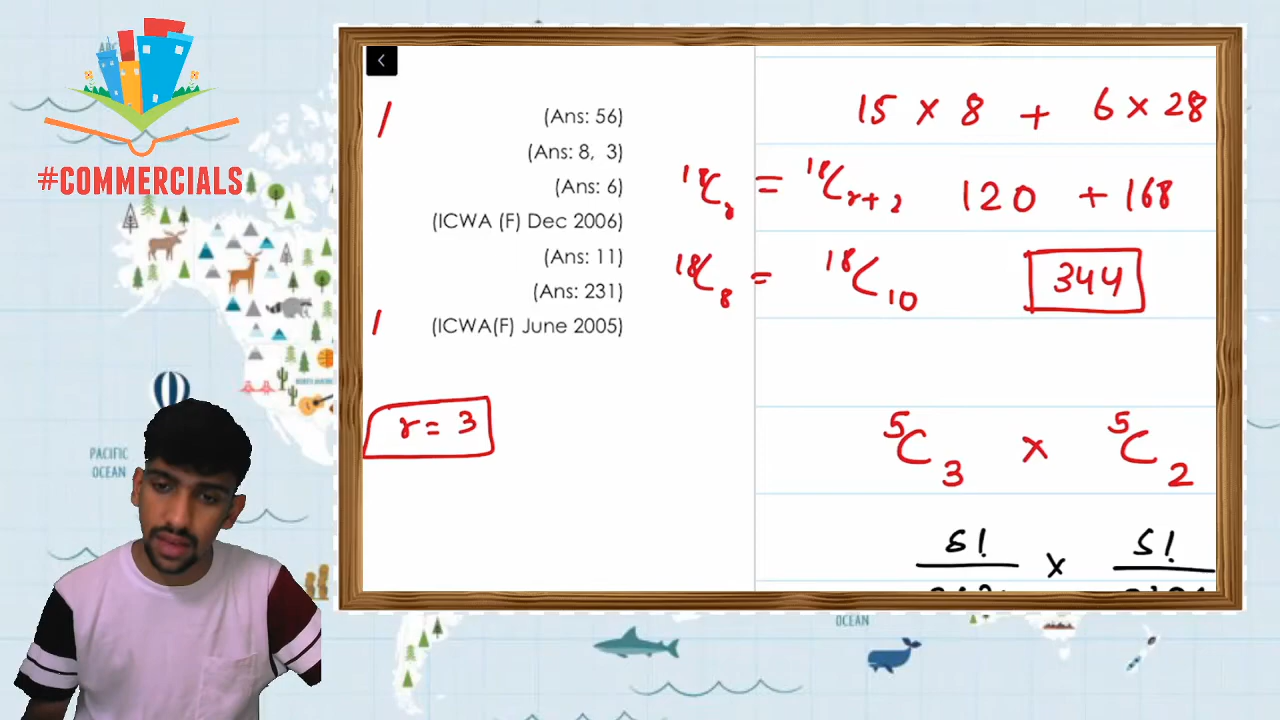 #COMMERCIALS
PACIFIC
OCEAN
OCEAN
(Ans: 56)
(Ans: 8, 3)
(Ans: 6)
(ICWA (F) Dec 2006)
(Ans: 11)
(Ans: 231)
(ICWA(F) June 2005)
r = 3
15 × 8 + 6 × 28
¹⁸Cᵣ = ¹⁸Cᵣ₊₂
120 + 168
¹⁸C₈ = ¹⁸C₁₀
344
⁵C₃ × ⁵C₂
5! × 5!